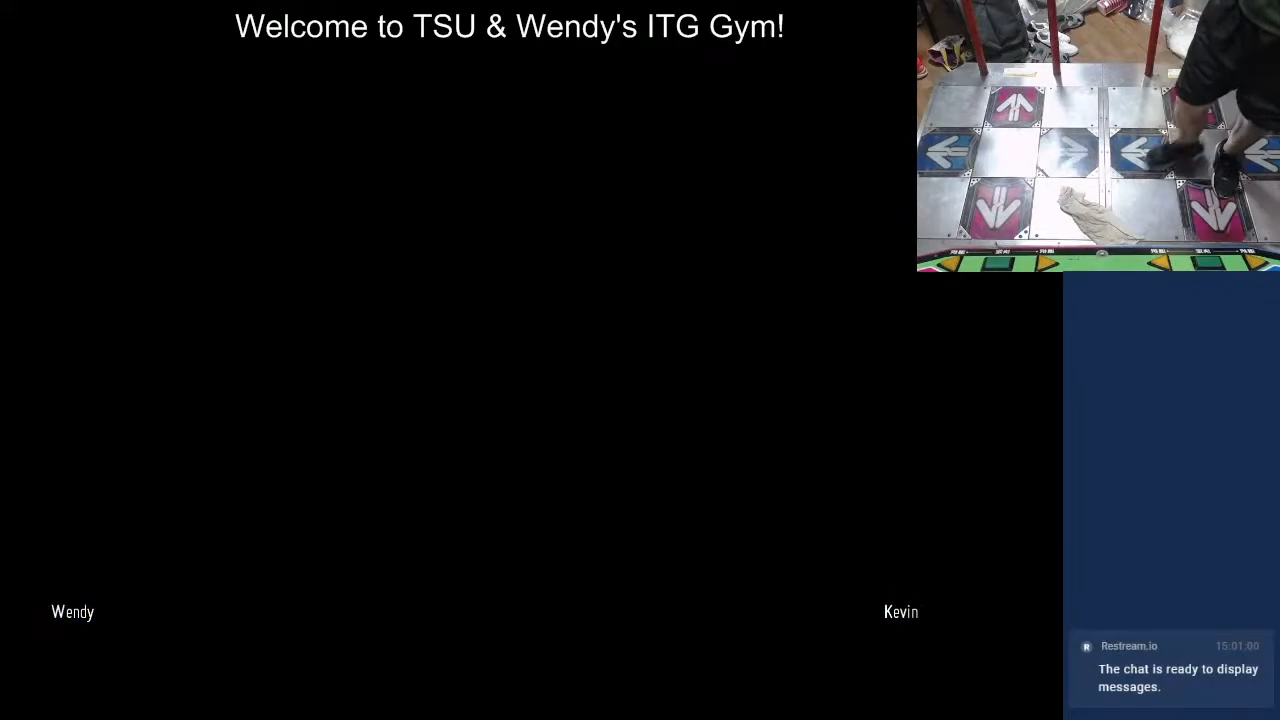 Welcome to TSU & Wendy's ITG Gym!
Wendy
Kevin
Restream.io
15:01:00
The chat is ready to display
messages.